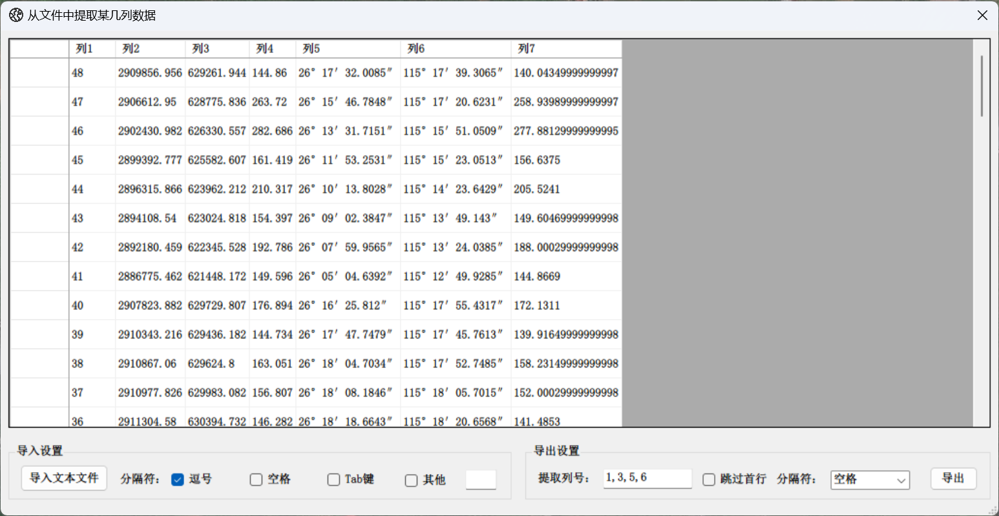 从文件中提取某几列数据
列1 列2 列3 列4 列5 列6 列7
48 2909856.956 629261.944 144.86 26° 17′ 32.0085″ 115° 17′ 39.3065″ 140.04349999999997
47 2906612.95 628775.836 263.72 26° 15′ 46.7848″ 115° 17′ 20.6231″ 258.93989999999997
46 2902430.982 626330.557 282.686 26° 13′ 31.7151″ 115° 15′ 51.0509″ 277.88129999999995
45 2899392.777 625582.607 161.419 26° 11′ 53.2531″ 115° 15′ 23.0513″ 156.6375
44 2896315.866 623962.212 210.317 26° 10′ 13.8028″ 115° 14′ 23.6429″ 205.5241
43 2894108.54 623024.818 154.397 26° 09′ 02.3847″ 115° 13′ 49.143″ 149.60469999999998
42 2892180.459 622345.528 192.786 26° 07′ 59.9565″ 115° 13′ 24.0385″ 188.00029999999998
41 2886775.462 621448.172 149.596 26° 05′ 04.6392″ 115° 12′ 49.9285″ 144.8669
40 2907823.882 629729.807 176.894 26° 16′ 25.812″ 115° 17′ 55.4317″ 172.1311
39 2910343.216 629436.182 144.734 26° 17′ 47.7479″ 115° 17′ 45.7613″ 139.91649999999998
38 2910867.06 629624.8 163.051 26° 18′ 04.7034″ 115° 17′ 52.7485″ 158.23149999999998
37 2910977.826 629983.082 156.807 26° 18′ 08.1846″ 115° 18′ 05.7015″ 152.00029999999998
36 2911304.58 630394.732 146.282 26° 18′ 18.6643″ 115° 18′ 20.6568″ 141.4853
导入设置
导入文本文件 分隔符: 逗号 空格 Tab键 其他
导出设置
提取列号: 1,3,5,6 跳过首行 分隔符: 空格 导出